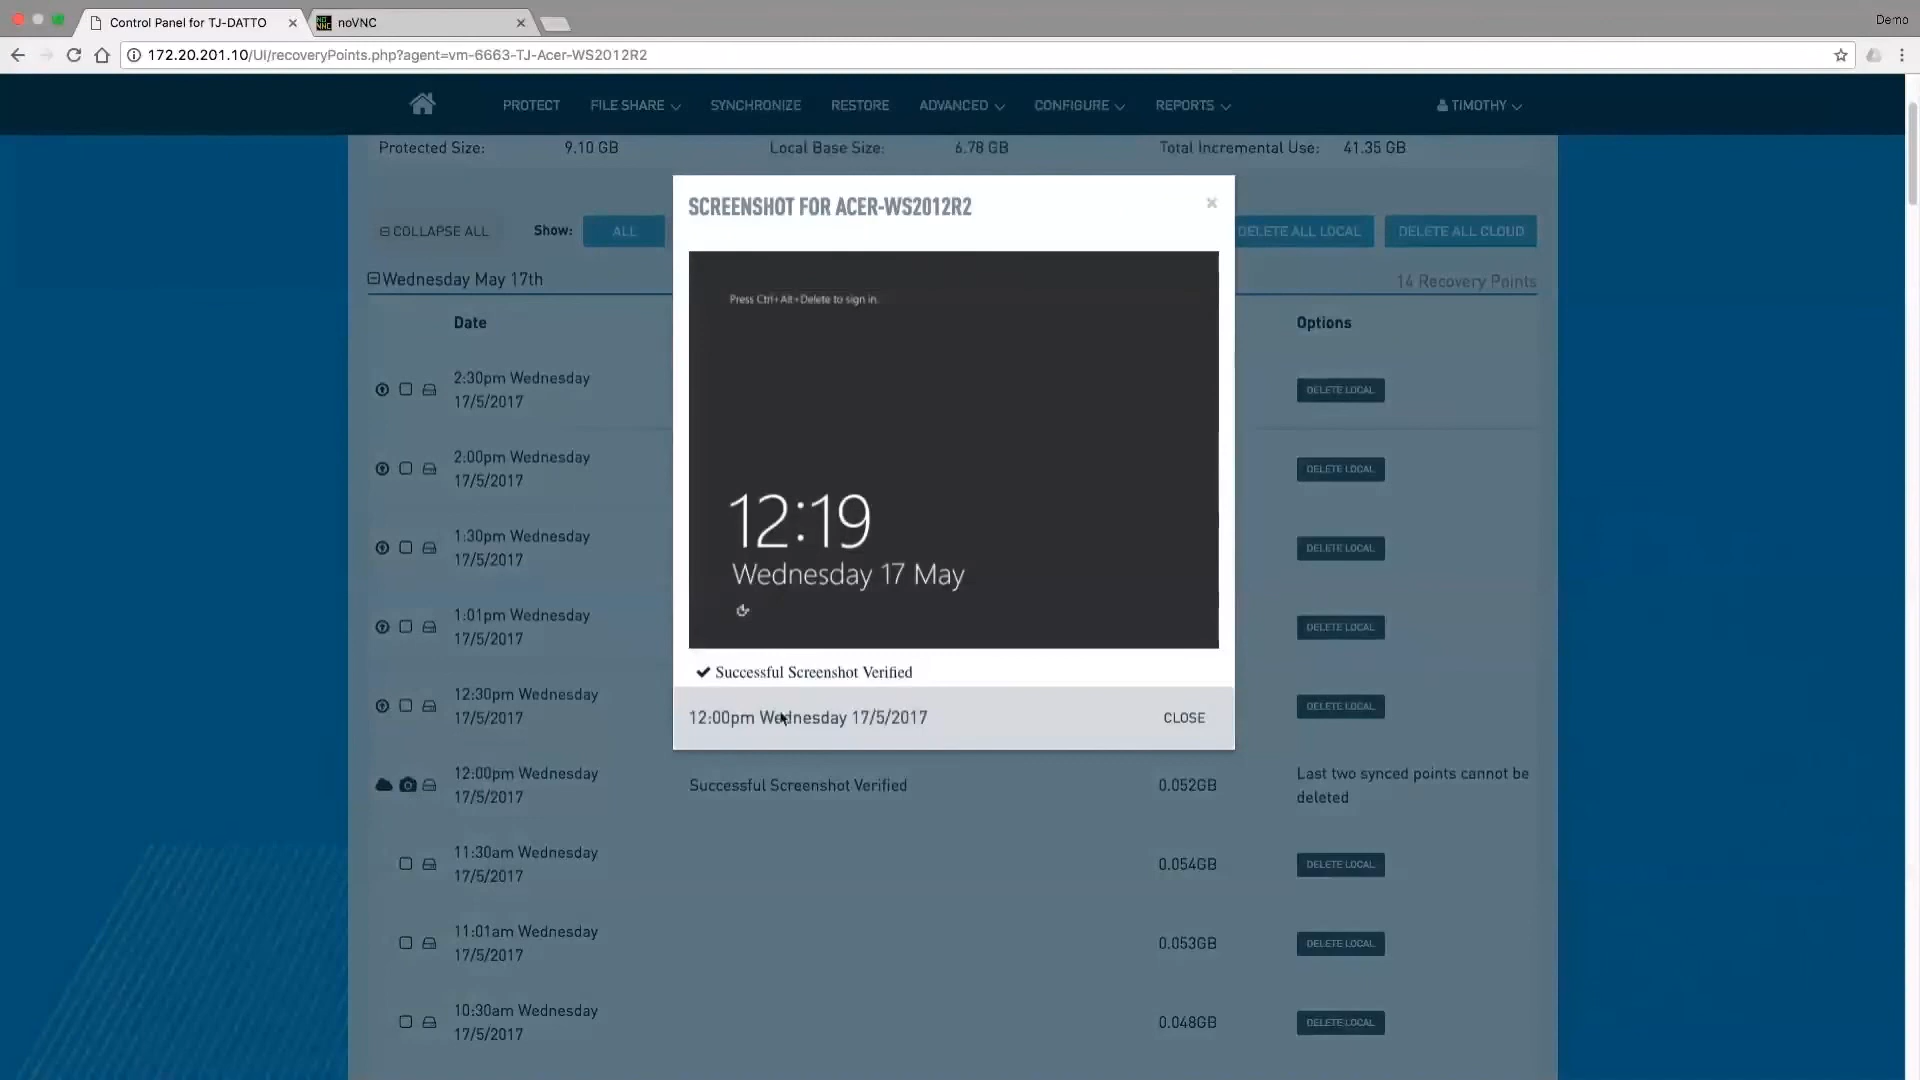 Control Panel for TJ-DATTO
noVNC
Demo
172.20.201.10/UI/recoveryPoints.php?agent=vm-6663-TJ-Acer-WS2012R2
PROTECT FILE SHARE SYNCHRONIZE RESTORE ADVANCED CONFIGURE REPORTS TIMOTHY
Protected Size: 9.10 GB Local Base Size: 6.78 GB Total Incremental Use: 41.35 GB
SCREENSHOT FOR ACER-WS2012R2
COLLAPSE ALL Show: ALL DELETE ALL LOCAL DELETE ALL CLOUD
Wednesday May 17th 14 Recovery Points
Press Ctrl+Alt+Delete to sign in.
Date Options
2:30pm Wednesday
17/5/2017
DELETE LOCAL
2:00pm Wednesday
17/5/2017
DELETE LOCAL
12:19
1:30pm Wednesday
17/5/2017
DELETE LOCAL
Wednesday 17 May
1:01pm Wednesday
17/5/2017
DELETE LOCAL
Successful Screenshot Verified
12:30pm Wednesday
17/5/2017
DELETE LOCAL
12:00pm Wednesday 17/5/2017 CLOSE
12:00pm Wednesday
17/5/2017
Successful Screenshot Verified 0.052GB
Last two synced points cannot be
deleted
11:30am Wednesday
17/5/2017
0.054GB DELETE LOCAL
11:01am Wednesday
17/5/2017
0.053GB DELETE LOCAL
10:30am Wednesday
17/5/2017
0.048GB DELETE LOCAL